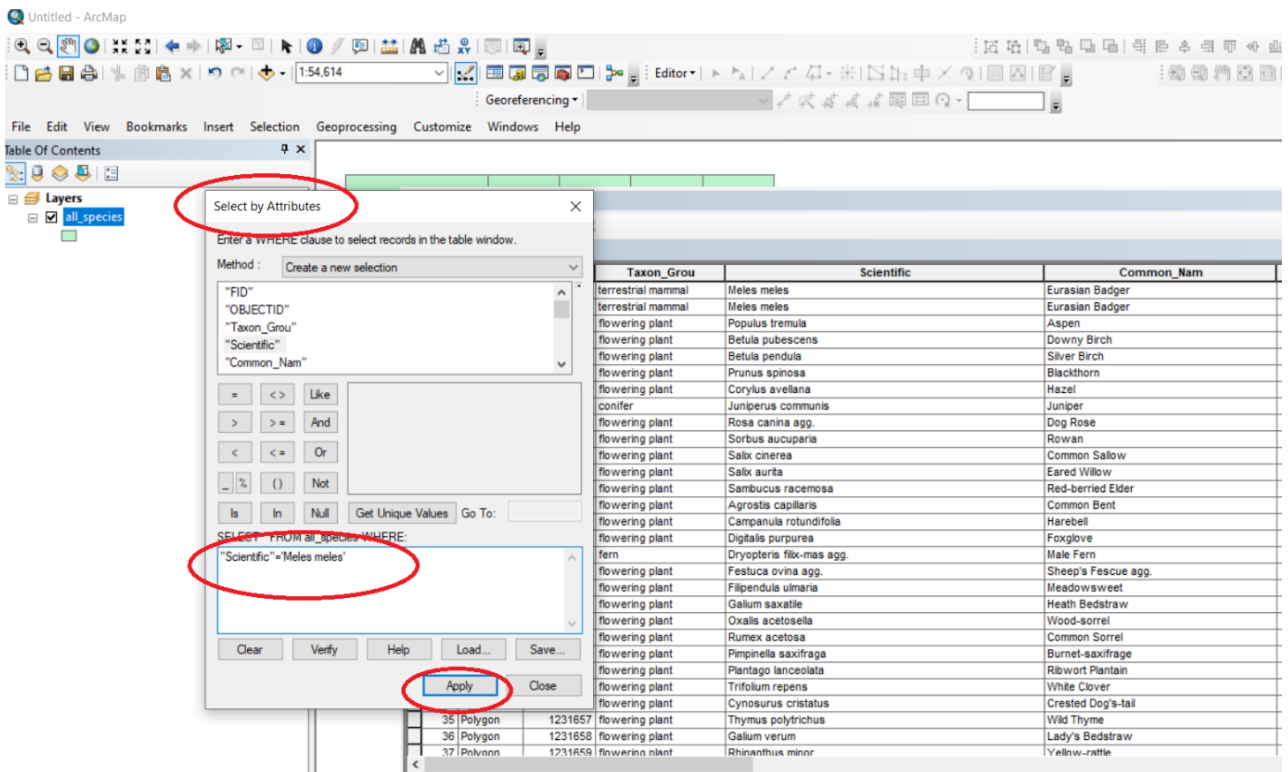 Untitled - ArcMap
1:54,614
Editor
Georeferencing
File Edit View Bookmarks Insert Selection Geoprocessing Customize Windows Help
Table Of Contents
Layers
all_species
Select by Attributes
Enter a WHERE clause to select records in the table window.
Method : Create a new selection
"FID"
"OBJECTID"
"Taxon_Grou"
"Scientific"
"Common_Nam"
= < > Like
> > = And
< < = Or
_ % ( ) Not
Is In Null Get Unique Values Go To:
SELECT * FROM all_species WHERE:
"Scientific"='Meles meles'
Clear Verify Help Load... Save...
Apply Close
Taxon_Grou Scientific Common_Nam
terrestrial mammal Meles meles Eurasian Badger
terrestrial mammal Meles meles Eurasian Badger
flowering plant Populus tremula Aspen
flowering plant Betula pubescens Downy Birch
flowering plant Betula pendula Silver Birch
flowering plant Prunus spinosa Blackthorn
flowering plant Corylus avellana Hazel
conifer Juniperus communis Juniper
flowering plant Rosa canina agg. Dog Rose
flowering plant Sorbus aucuparia Rowan
flowering plant Salix cinerea Common Sallow
flowering plant Salix aurita Eared Willow
flowering plant Sambucus racemosa Red-berried Elder
flowering plant Agrostis capillaris Common Bent
flowering plant Campanula rotundifolia Harebell
flowering plant Digitalis purpurea Foxglove
fern Dryopteris filix-mas agg. Male Fern
flowering plant Festuca ovina agg. Sheep's Fescue agg.
flowering plant Filipendula ulmaria Meadowsweet
flowering plant Galium saxatile Heath Bedstraw
flowering plant Oxalis acetosella Wood-sorrel
flowering plant Rumex acetosa Common Sorrel
flowering plant Pimpinella saxifraga Burnet-saxifrage
flowering plant Plantago lanceolata Ribwort Plantain
flowering plant Trifolium repens White Clover
flowering plant Cynosurus cristatus Crested Dog's-tail
35 Polygon 1231657 flowering plant Thymus polytrichus Wild Thyme
36 Polygon 1231658 flowering plant Galium verum Lady's Bedstraw
37 Polygon 1231659 flowering plant Rhinanthus minor Yellow-rattle